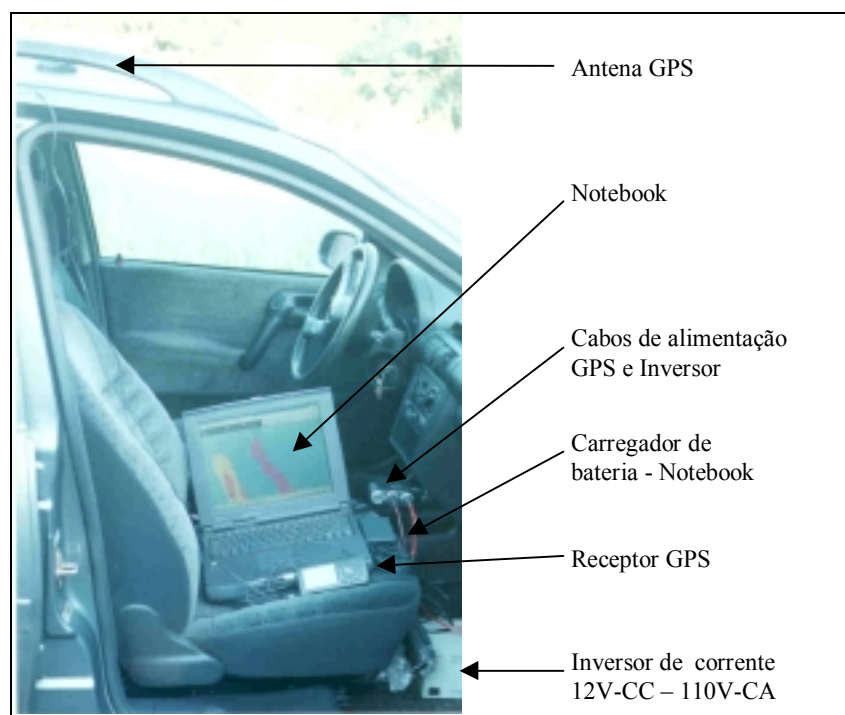 Antena GPS
Notebook
Cabos de alimentação
GPS e Inversor
Carregador de
bateria - Notebook
Receptor GPS
Inversor de corrente
12V-CC – 110V-CA